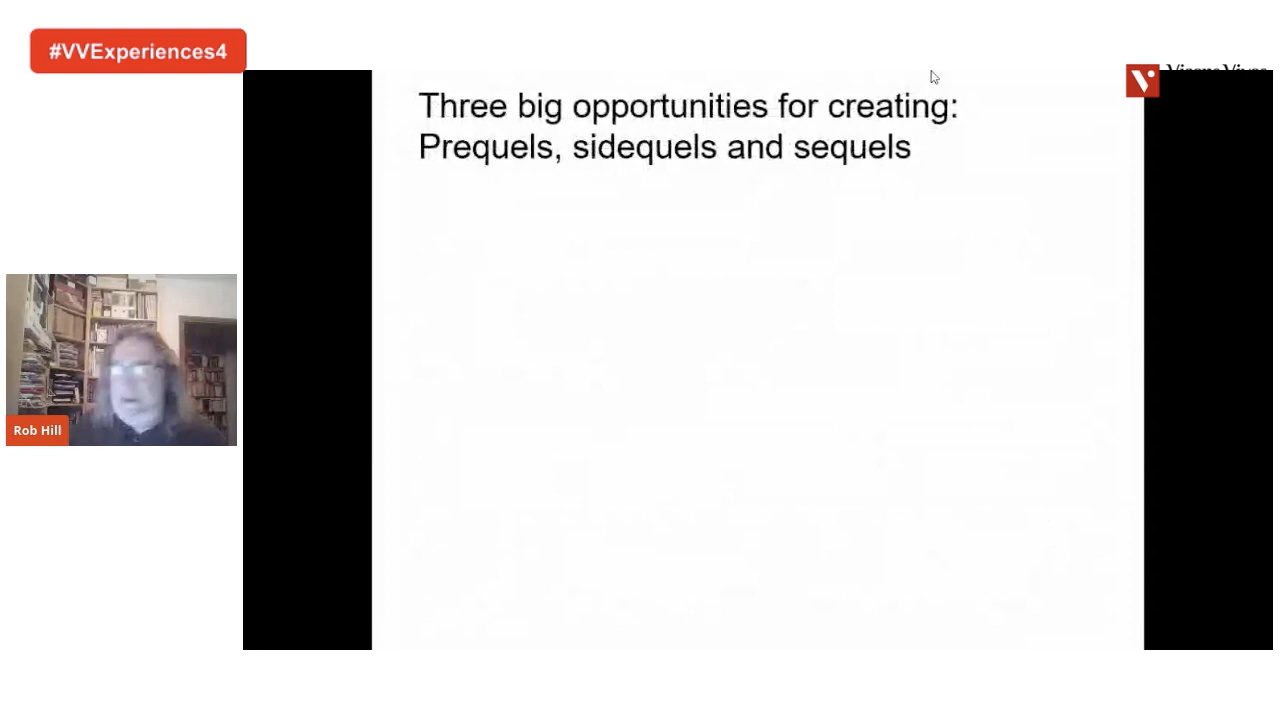 #VVExperiences4
Three big opportunities for creating:
Prequels, sidequels and sequels
Rob Hill